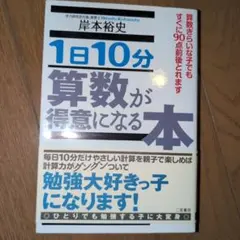 岸本裕史
算数ぎらいな子でも
すぐに90点前後とれます
1日10分
算数が
得意になる
本
毎日10分だけやさしい計算を親子で楽しめば
計算力がグングンついて
勉強大好きっ子
になります!
ひとりでも勉強する子に大変身